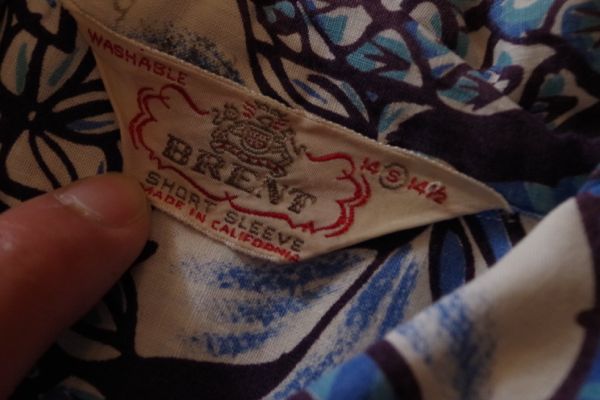 WASHABLE
BRENT
14 S 14½
SHORT SLEEVE
MADE IN CALIFORNIA